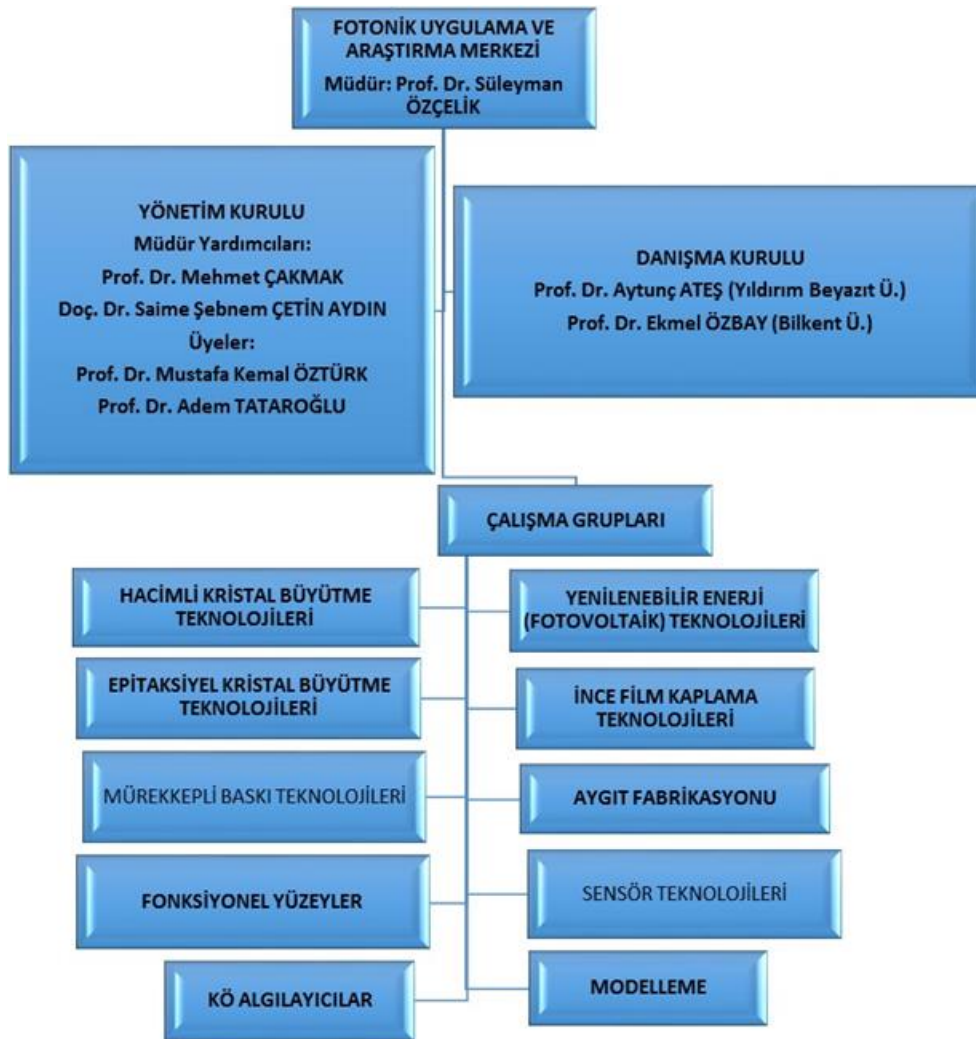 FOTONİK UYGULAMA VE
ARAŞTIRMA MERKEZİ
Müdür: Prof. Dr. Süleyman
ÖZÇELİK
YÖNETİM KURULU
Müdür Yardımcıları:
Prof. Dr. Mehmet ÇAKMAK
Doç. Dr. Saime Şebnem ÇETİN AYDIN
Üyeler:
Prof. Dr. Mustafa Kemal ÖZTÜRK
Prof. Dr. Adem TATAROĞLU
DANIŞMA KURULU
Prof. Dr. Aytunç ATEŞ (Yıldırım Beyazıt Ü.)
Prof. Dr. Ekmel ÖZBAY (Bilkent Ü.)
ÇALIŞMA GRUPLARI
HACİMLİ KRİSTAL BÜYÜTME
TEKNOLOJİLERİ
YENİLENEBİLİR ENERJİ
(FOTOVOLTAİK) TEKNOLOJİLERİ
EPİTAKSİYEL KRİSTAL BÜYÜTME
TEKNOLOJİLERİ
İNCE FİLM KAPLAMA
TEKNOLOJİLERİ
MÜREKKEPLİ BASKI TEKNOLOJİLERİ
AYGIT FABRİKASYONU
FONKSİYONEL YÜZEYLER
SENSÖR TEKNOLOJİLERİ
KÖ ALGILAYICILAR
MODELLEME